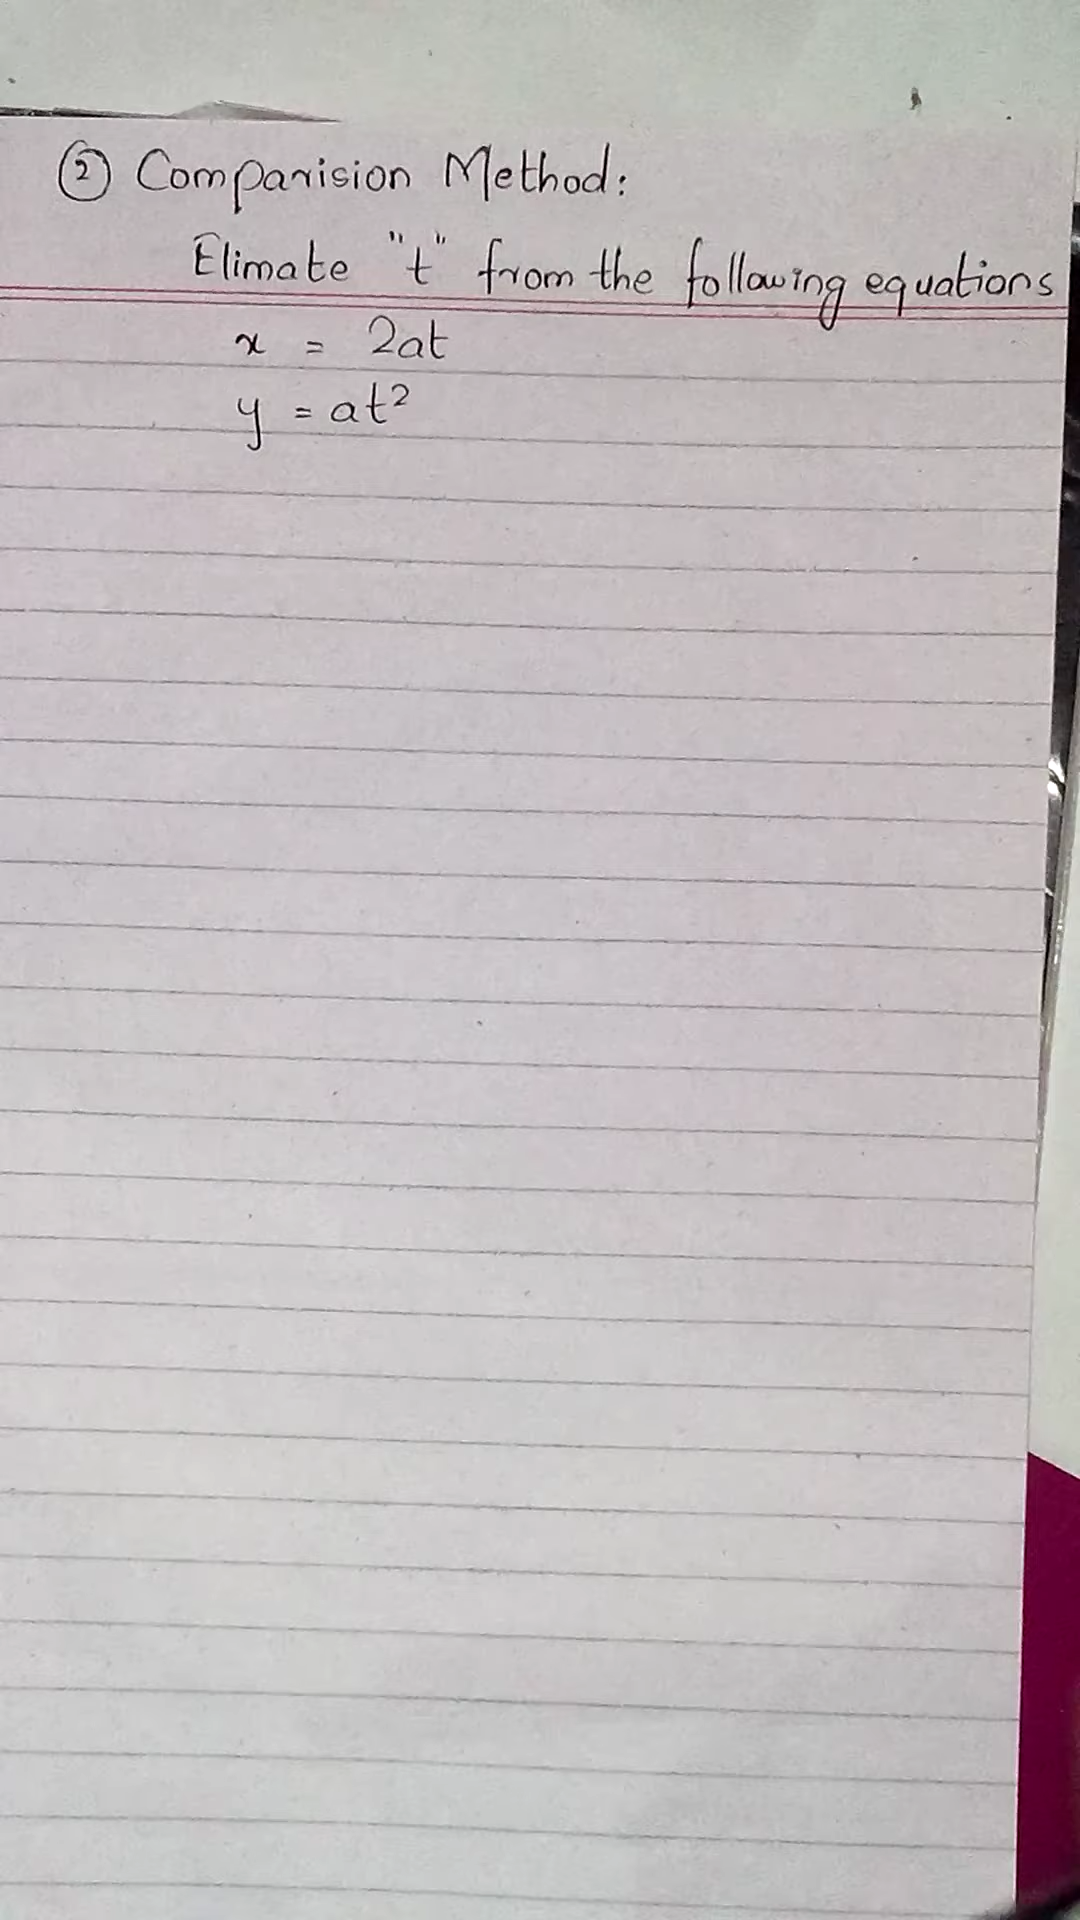 ② Comparision Method:
Elimate "t" from the following equations
x = 2at
y = at²